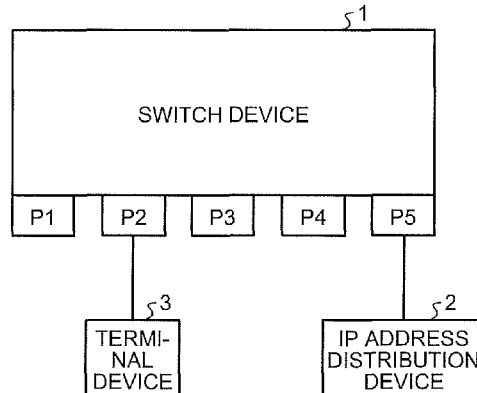 1
SWITCH DEVICE
P1 P2 P3 P4 P5
3 2
TERMI-
NAL
DEVICE
IP ADDRESS
DISTRIBUTION
DEVICE